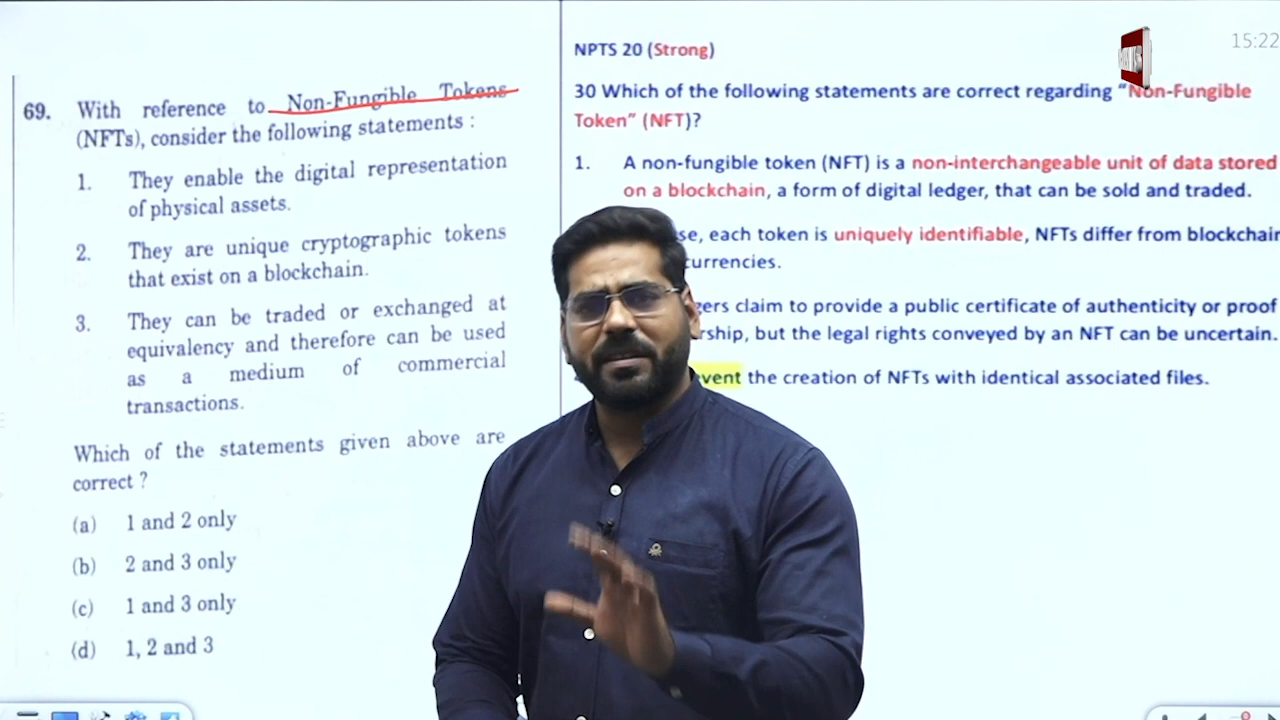 69. With reference to Non-Fungible Tokens
(NFTs), consider the following statements :
1. They enable the digital representation
of physical assets.
2. They are unique cryptographic tokens
that exist on a blockchain.
3. They can be traded or exchanged at
equivalency and therefore can be used
as a medium of commercial
transactions.
Which of the statements given above are
correct ?
(a) 1 and 2 only
(b) 2 and 3 only
(c) 1 and 3 only
(d) 1, 2 and 3
NPTS 20 (Strong)
30 Which of the following statements are correct regarding “Non-Fungible
Token” (NFT)?
1. A non-fungible token (NFT) is a non-interchangeable unit of data stored
on a blockchain, a form of digital ledger, that can be sold and traded.
se, each token is uniquely identifiable, NFTs differ from blockchain
currencies.
gers claim to provide a public certificate of authenticity or proof
rship, but the legal rights conveyed by an NFT can be uncertain.
vent the creation of NFTs with identical associated files.
15:22